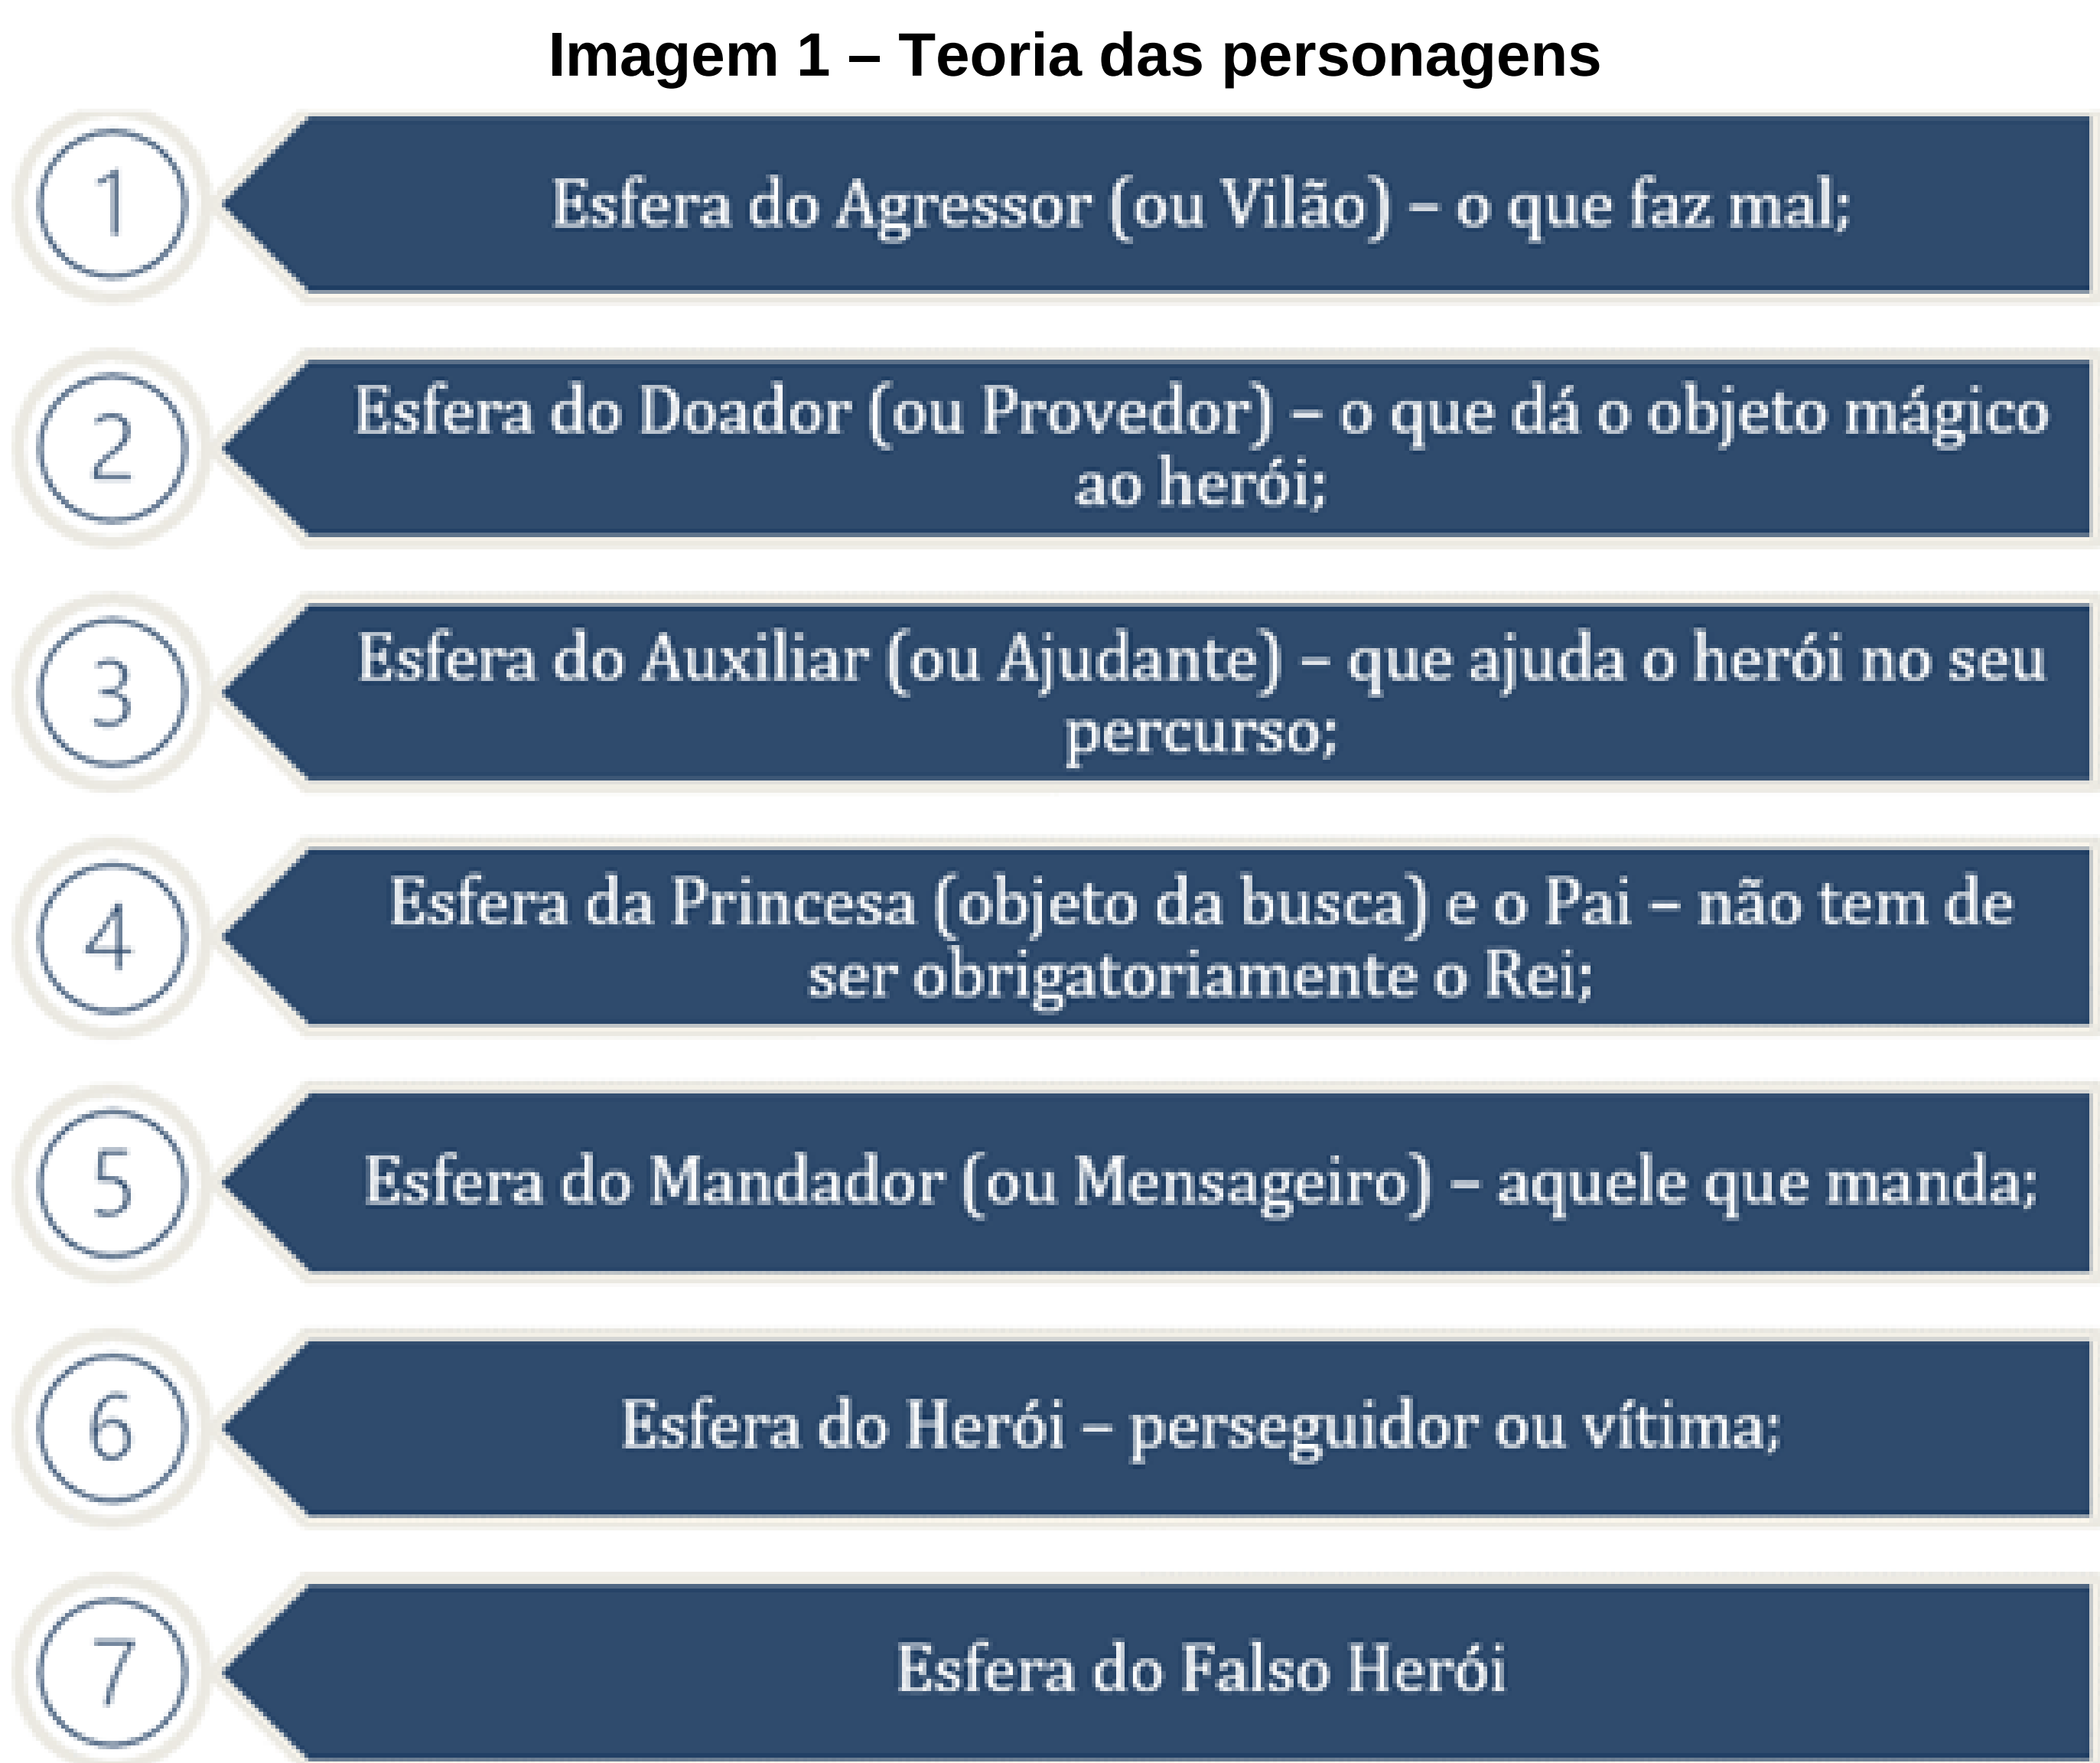 Imagem 1 – Teoria das personagens
1
Esfera do Agressor (ou Vilão) – o que faz mal;
2
Esfera do Doador (ou Provedor) – o que dá o objeto mágico
ao herói;
3
Esfera do Auxiliar (ou Ajudante) – que ajuda o herói no seu
percurso;
4
Esfera da Princesa (objeto da busca) e o Pai – não tem de
ser obrigatoriamente o Rei;
5
Esfera do Mandador (ou Mensageiro) – aquele que manda;
6
Esfera do Herói – perseguidor ou vítima;
7
Esfera do Falso Herói